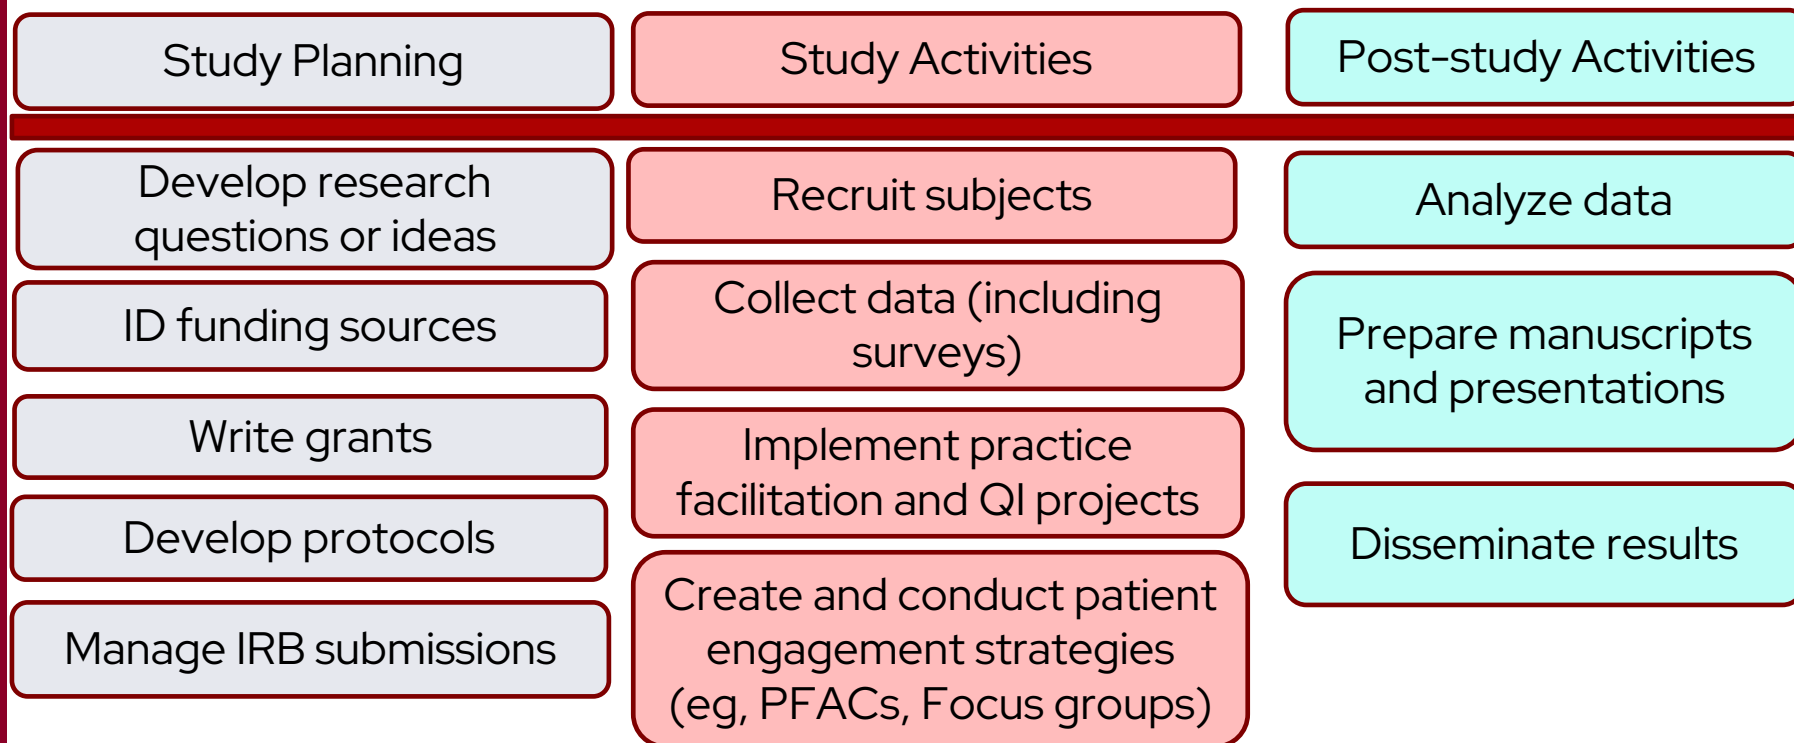 Study Planning
Study Activities
Post-study Activities
Develop research
questions or ideas
ID funding sources
Write grants
Develop protocols
Manage IRB submissions
Recruit subjects
Collect data (including
surveys)
Implement practice
facilitation and QI projects
Create and conduct patient
engagement strategies
(eg, PFACs, Focus groups)
Analyze data
Prepare manuscripts
and presentations
Disseminate results